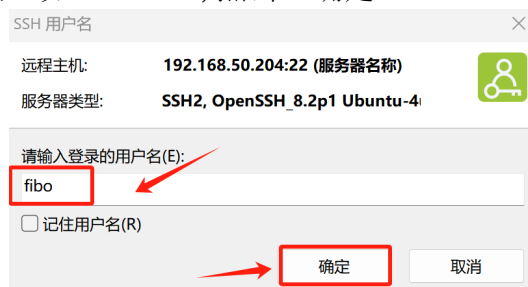 SSH 用户名
远程主机: 192.168.50.204:22 (服务器名称)
服务器类型: SSH2, OpenSSH_8.2p1 Ubuntu-4
请输入登录的用户名(E):
fibo
记住用户名(R)
确定 取消